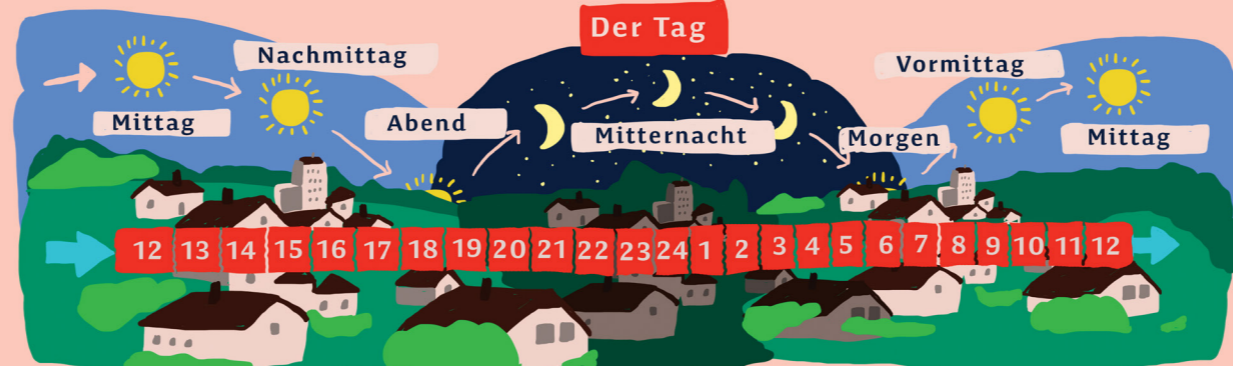 Der Tag
Nachmittag
Vormittag
Mittag
Abend
Mitternacht
Morgen
Mittag
12 13 14 15 16 17 18 19 20 21 22 23 24 1 2 3 4 5 6 7 8 9 10 11 12